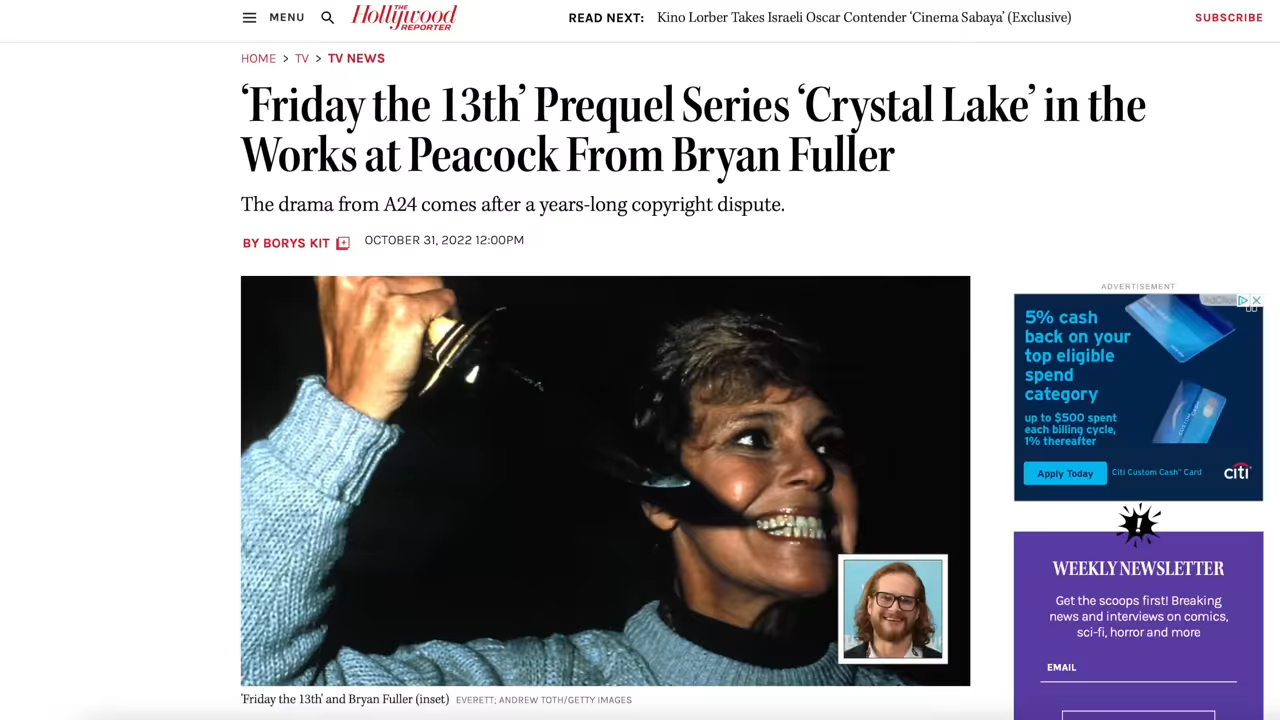 MENU
THE
Hollywood
REPORTER
READ NEXT: Kino Lorber Takes Israeli Oscar Contender ‘Cinema Sabaya’ (Exclusive)
SUBSCRIBE
HOME > TV > TV NEWS
‘Friday the 13th’ Prequel Series ‘Crystal Lake’ in the
Works at Peacock From Bryan Fuller
The drama from A24 comes after a years-long copyright dispute.
BY BORYS KIT
OCTOBER 31, 2022 12:00PM
'Friday the 13th' and Bryan Fuller (inset) EVERETT; ANDREW TOTH/GETTY IMAGES
ADVERTISEMENT
5% cash
back on your
top eligible
spend
category
up to $500 spent
each billing cycle,
1% thereafter
Apply Today
Citi Custom Cash™ Card
citi
!
WEEKLY NEWSLETTER
Get the scoops first! Breaking
news and interviews on comics,
sci-fi, horror and more
EMAIL